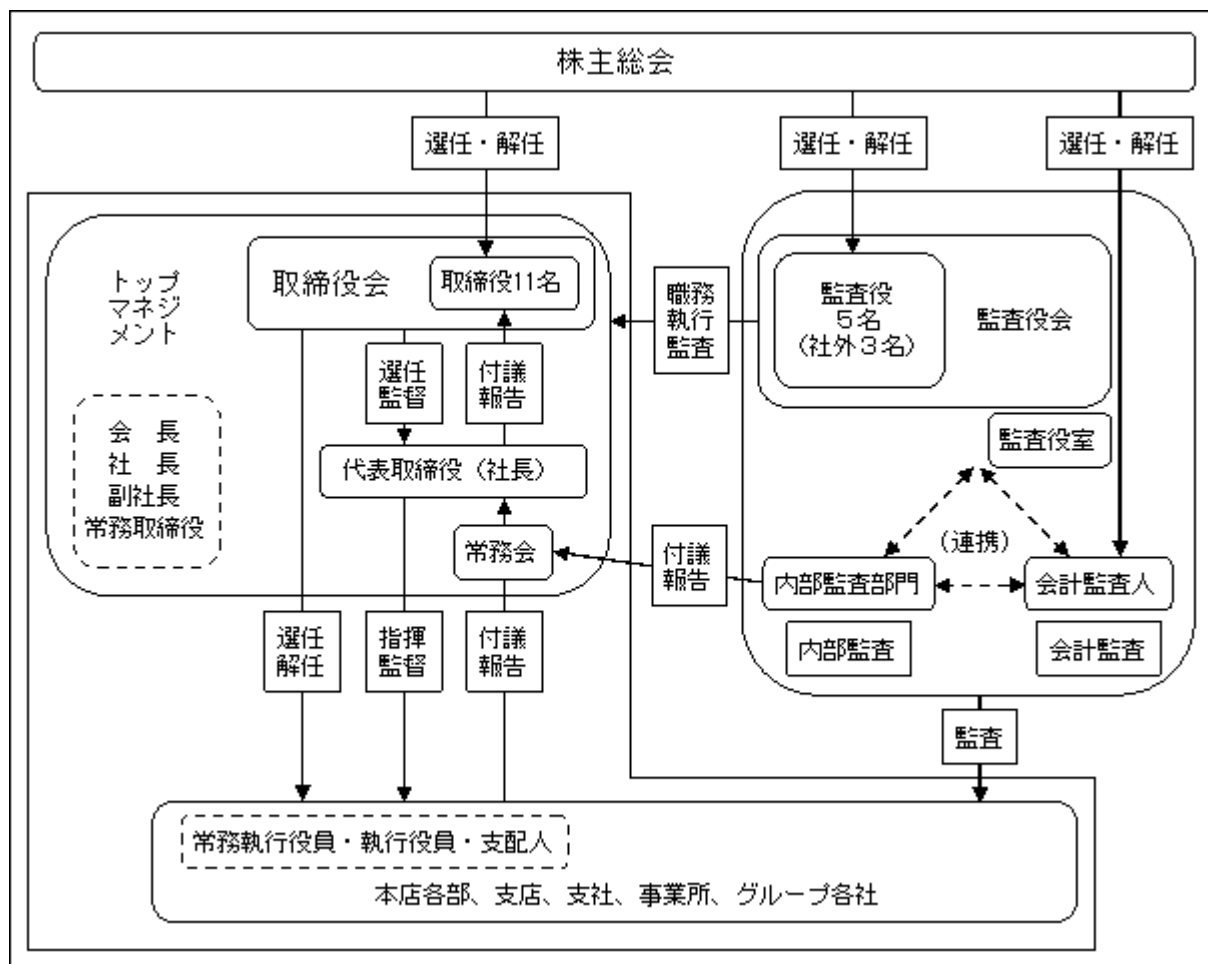 株主総会
選任・解任
選任・解任
選任・解任
トップ
マネジ
メント
取締役会
取締役11名
職務
執行
監査
監査役
5名
(社外3名)
監査役会
選任
監督
付議
報告
会　長
社　長
副社長
常務取締役
代表取締役（社長）
監査役室
常務会
付議
報告
(連携)
内部監査部門
会計監査人
内部監査
会計監査
選任
解任
指揮
監督
付議
報告
監査
常務執行役員・執行役員・支配人
本店各部、支店、支社、事業所、グループ各社